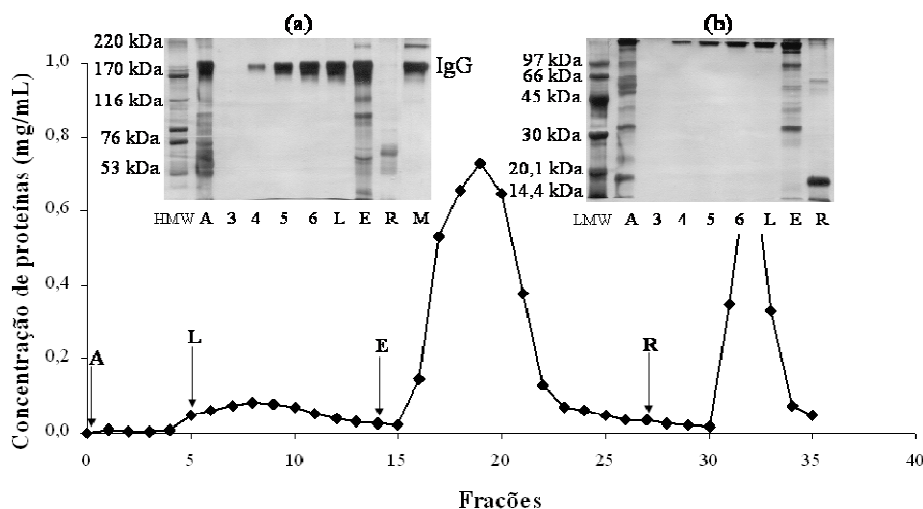 (a)
(b)
220 kDa
170 kDa
116 kDa
76 kDa
53 kDa
IgG
HMW A 3 4 5 6 L E R M
97 kDa
66 kDa
45 kDa
30 kDa
20,1 kDa
14,4 kDa
LMW A 3 4 5 6 L E R
Concentração de proteínas (mg/mL)
1,0
0,8
0,6
0,4
0,2
0,0
A
L
E
R
0 5 10 15 20 25 30 35 40
Frações